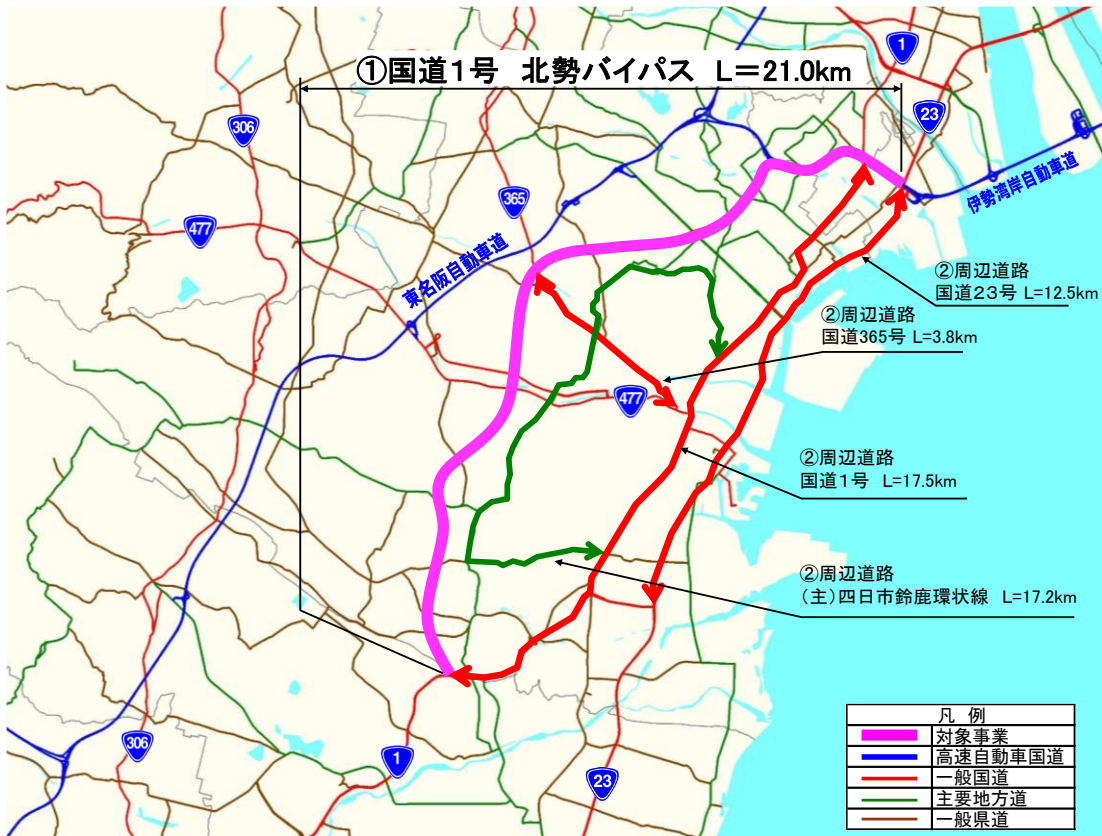 ①国道1号 北勢バイパス L＝21.0km
1
23
306
365
477
伊勢湾岸自動車道
東名阪自動車道
②周辺道路
国道23号 L=12.5km
②周辺道路
国道365号 L=3.8km
477
②周辺道路
国道1号 L=17.5km
②周辺道路
(主)四日市鈴鹿環状線 L=17.2km
306
1
23
凡 例
対象事業
高速自動車国道
一般国道
主要地方道
一般県道